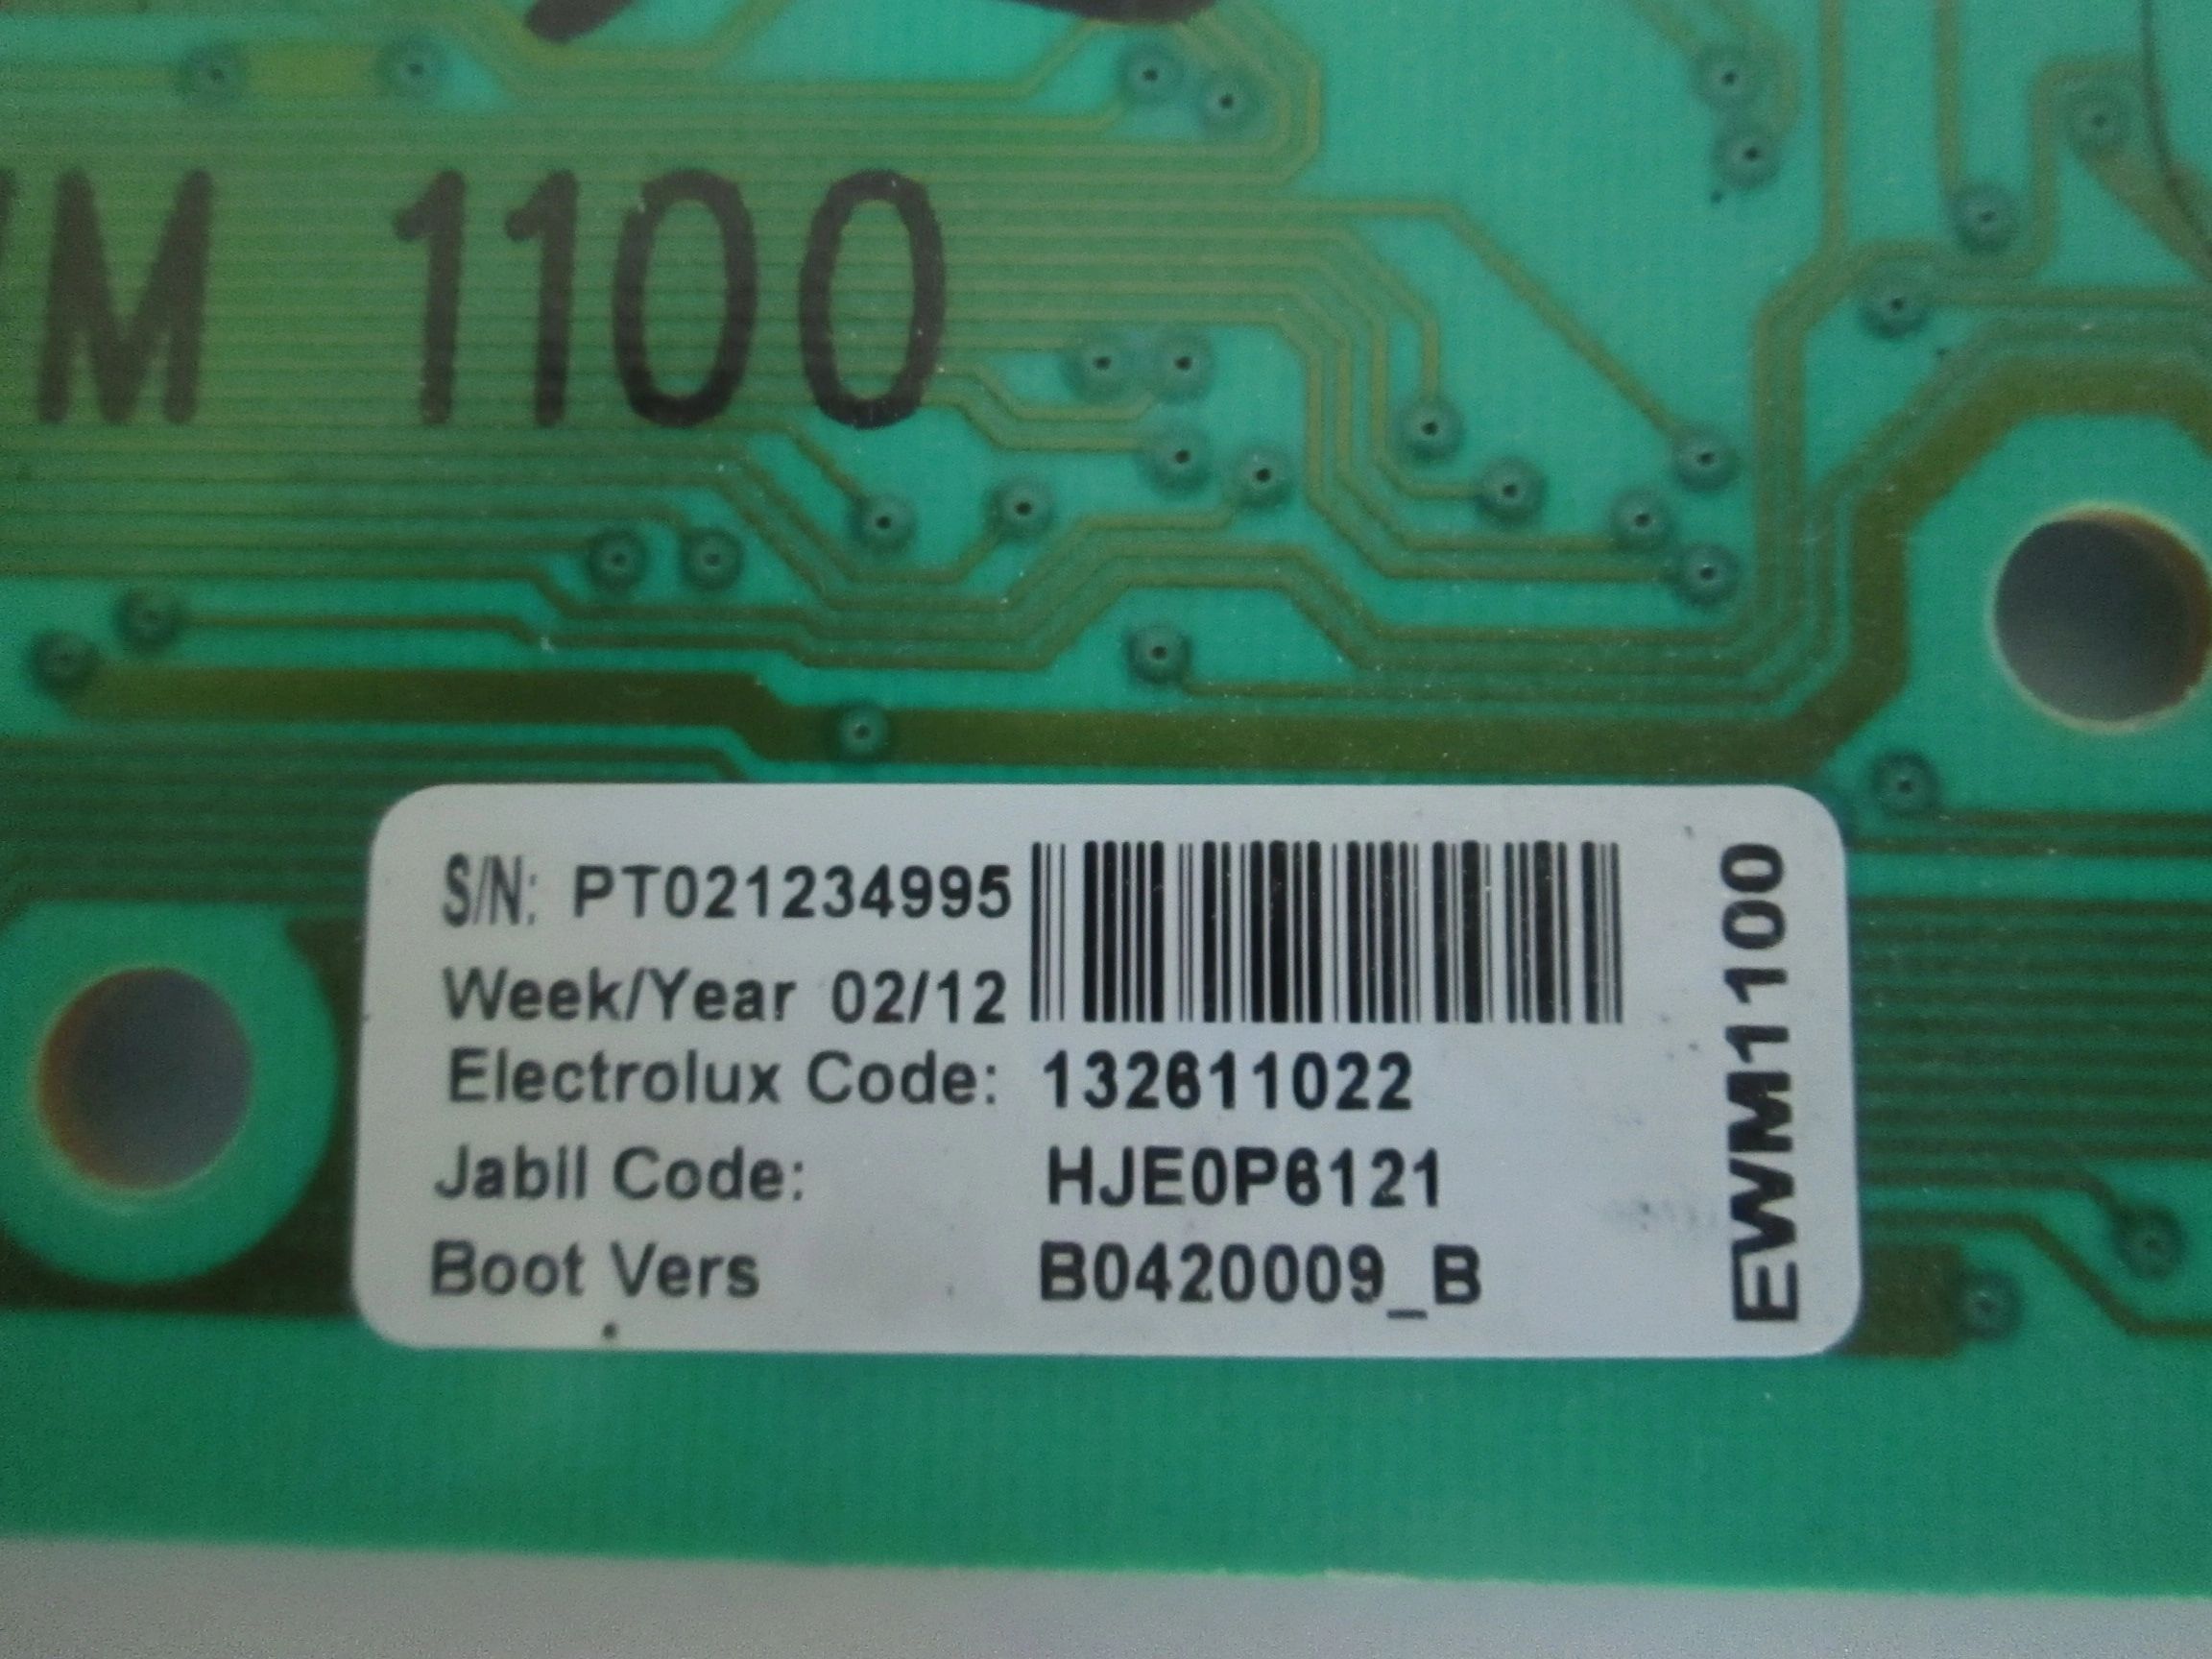 M 1100
S/N: PT021234995
Week/Year 02/12
Electrolux Code: 132611022
Jabil Code: HJE0P6121
Boot Vers B0420009_B
EWM1100